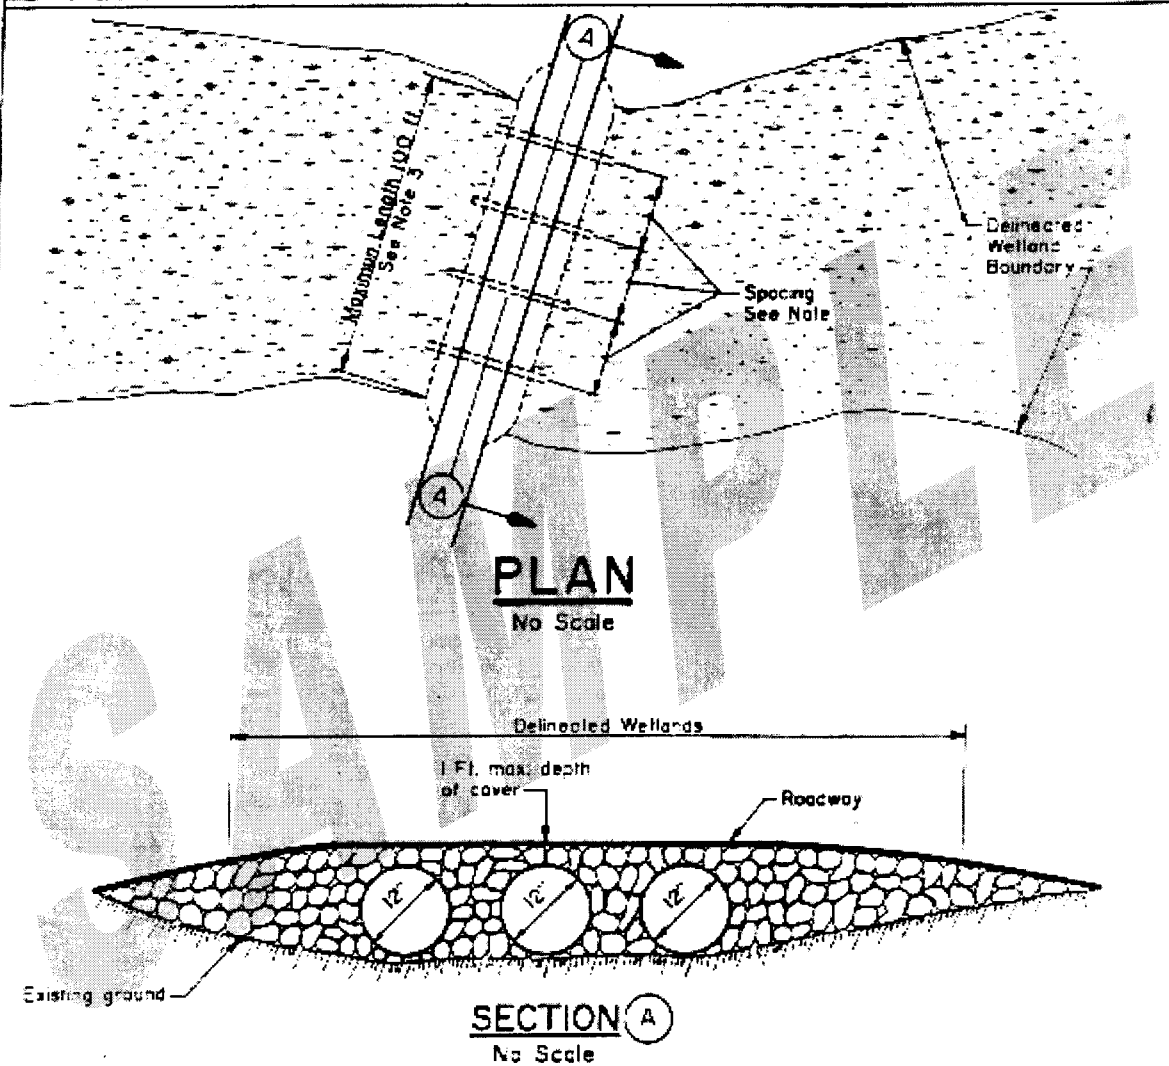 A
Maximum Length 100 ft
See Note 3
Delineated
Wetland
Boundary
Spacing
See Note
A
PLAN
No Scale
SAMPLE
Delineated Wetlands
1 Ft. max. depth
of cover
Roadway
12"
12"
12"
Existing ground
SECTION A
No Scale